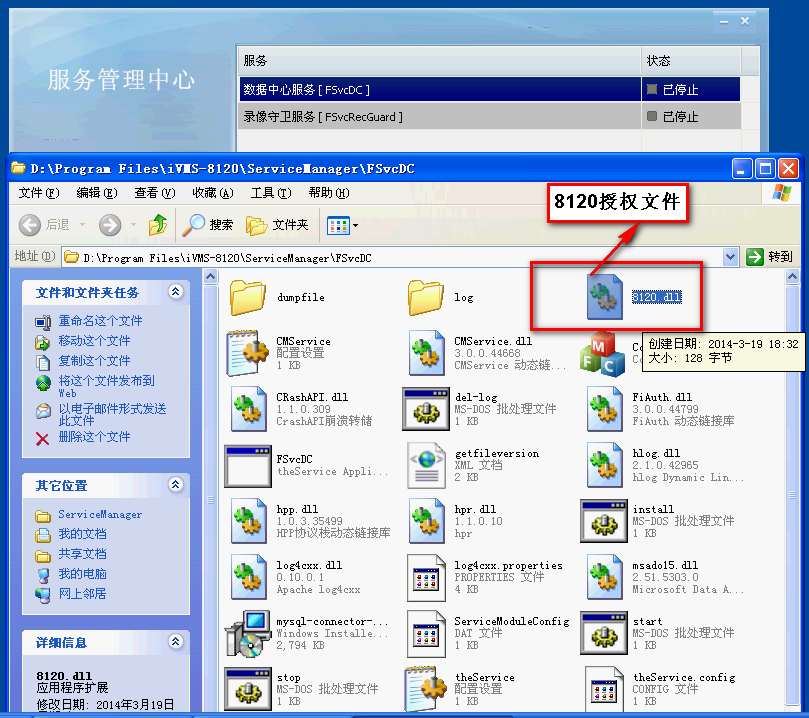 服务管理中心
服务 状态
数据中心服务 [ FSvcDC ] 已停止
录像守卫服务 [ FSvcRecGuard ] 已停止
D:\Program Files\iVMS-8120\ServiceManager\FSvcDC
文件(F) 编辑(E) 查看(V) 收藏(A) 工具(T) 帮助(H)
后退 搜索 文件夹
8120授权文件
地址(D) D:\Program Files\iVMS-8120\ServiceManager\FSvcDC 转到
文件和文件夹任务
重命名这个文件
移动这个文件
复制这个文件
将这个文件发布到
Web
以电子邮件形式发送
此文件
删除这个文件
其它位置
ServiceManager
我的文档
共享文档
我的电脑
网上邻居
详细信息
8120.dll
应用程序扩展
修改日期: 2014年3月19日
dumpfile
log
8120.dll
创建日期: 2014-3-19 18:32
大小: 128 字节
CMService
配置设置
1 KB
CMService.dll
3.0.0.44668
CMService 动态链...
CrashAPI.dll
1.1.0.309
CrashAPI崩溃转储
del-log
MS-DOS 批处理文件
1 KB
FiAuth.dll
3.0.0.44799
FiAuth 动态链接库
FSvcDC
theService Appli...
getfileversion
XML 文档
2 KB
hlog.dll
2.1.0.42965
hlog Dynamic Lin...
hpp.dll
1.0.3.35499
HPP协议栈动态链接库
hpr.dll
1.1.0.10
hpr
install
MS-DOS 批处理文件
1 KB
log4cxx.dll
0.10.0.1
Apache log4cxx
log4cxx.properties
PROPERTIES 文件
4 KB
msado15.dll
2.51.5303.0
Microsoft Data A...
mysql-connector-...
Windows Installe...
2,794 KB
ServiceModuleConfig
DAT 文件
1 KB
start
MS-DOS 批处理文件
1 KB
stop
MS-DOS 批处理文件
1 KB
theService
配置设置
1 KB
theService.config
CONFIG 文件
1 KB